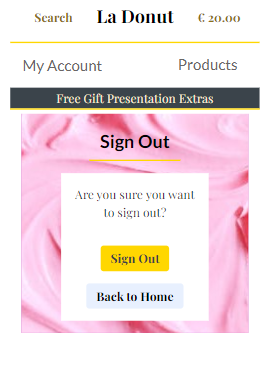 Search La Donut € 20.00
My Account Products
Free Gift Presentation Extras
Sign Out
Are you sure you want
to sign out?
Sign Out
Back to Home